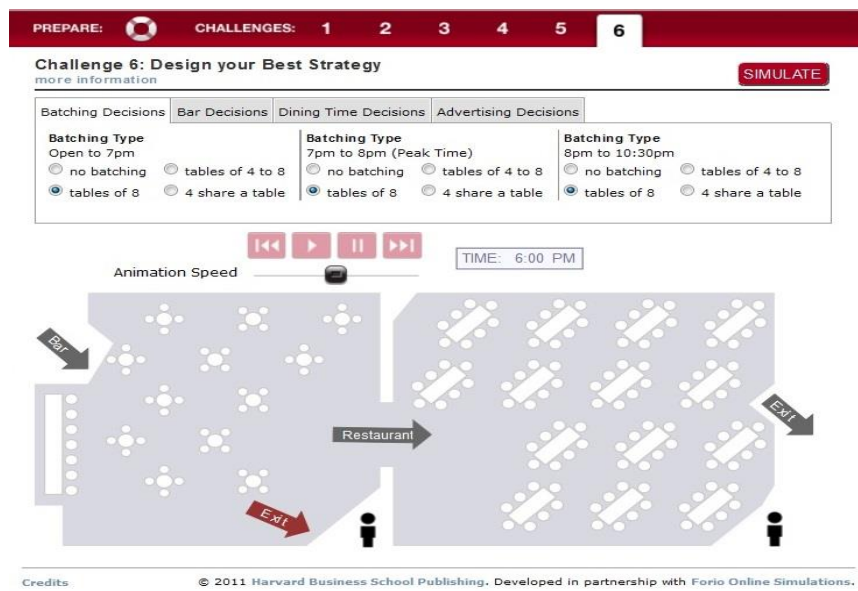 PREPARE: CHALLENGES: 1 2 3 4 5 6
Challenge 6: Design your Best Strategy
more information
SIMULATE
Batching Decisions Bar Decisions Dining Time Decisions Advertising Decisions
Batching Type Batching Type Batching Type
Open to 7pm 7pm to 8pm (Peak Time) 8pm to 10:30pm
no batching tables of 4 to 8 no batching tables of 4 to 8 no batching tables of 4 to 8
tables of 8 4 share a table tables of 8 4 share a table tables of 8 4 share a table
TIME: 6:00 PM
Animation Speed
Bar
Exit
Restaurant
Exit
Credits © 2011 Harvard Business School Publishing. Developed in partnership with Forio Online Simulations.